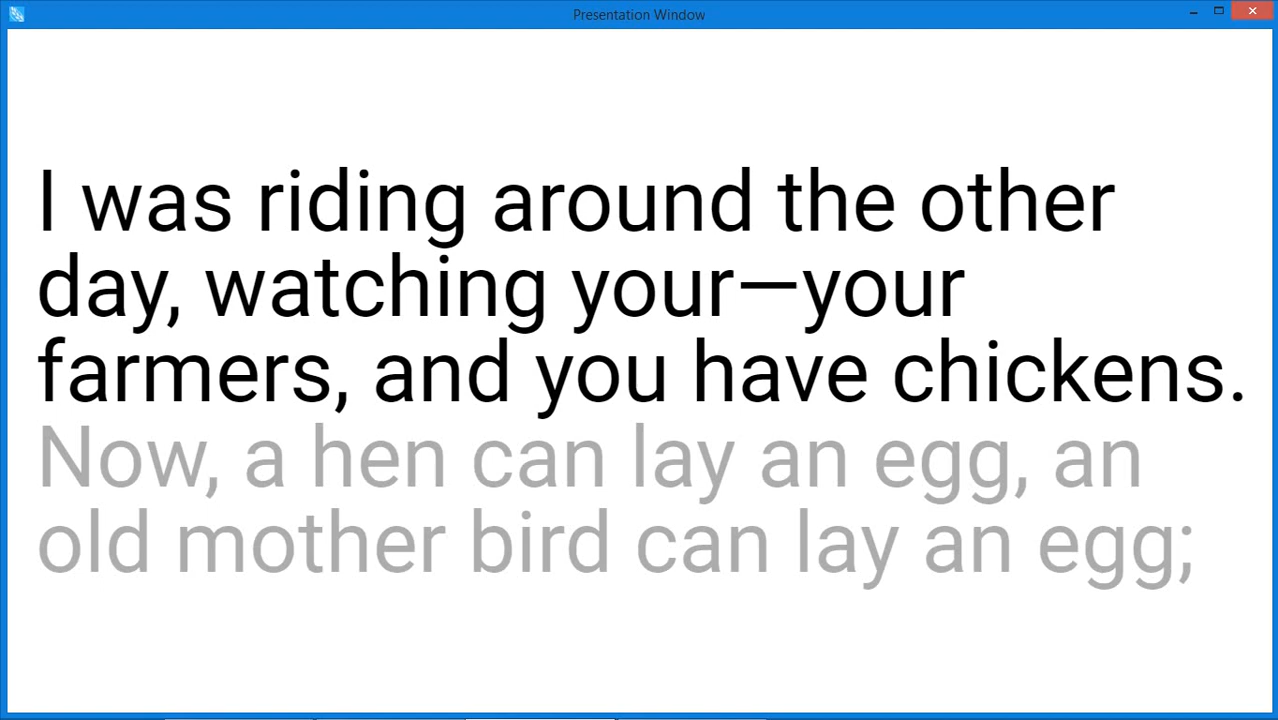 Presentation Window
I was riding around the other
day, watching your—your
farmers, and you have chickens.
Now, a hen can lay an egg, an
old mother bird can lay an egg;